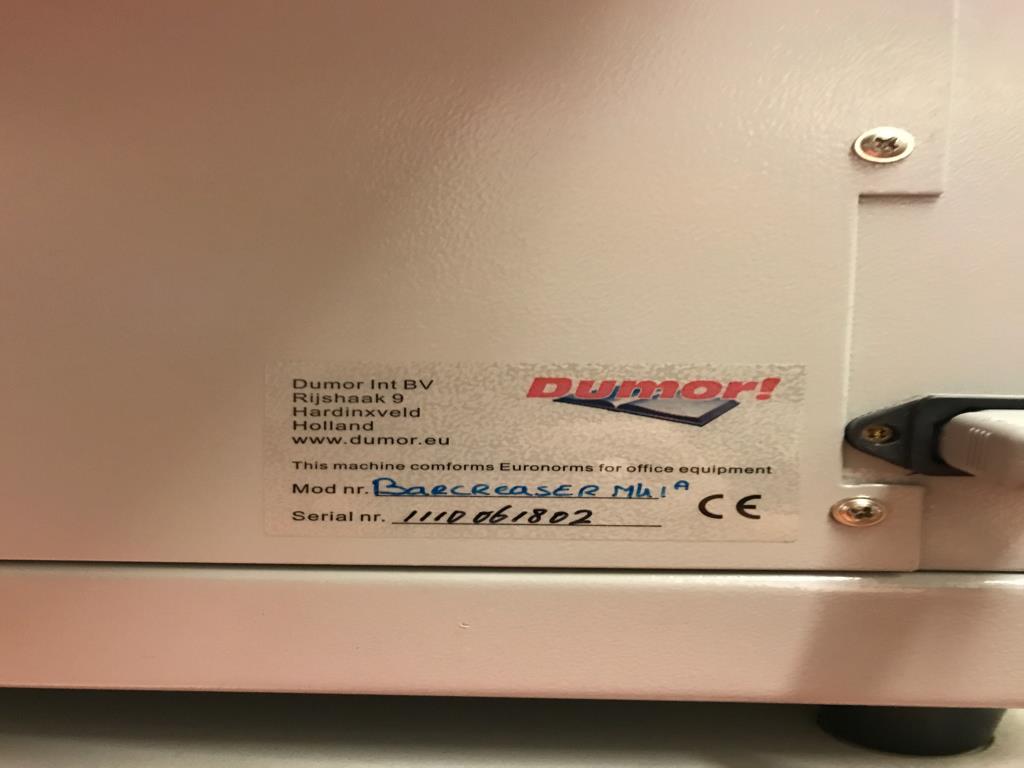 Dumor Int BV
Rijshaak 9
Hardinxveld
Holland
www.dumor.eu
Dumor!
This machine comforms Euronorms for office equipment
Mod nr. BARCREASER MK1A
Serial nr. 1110061802
CE